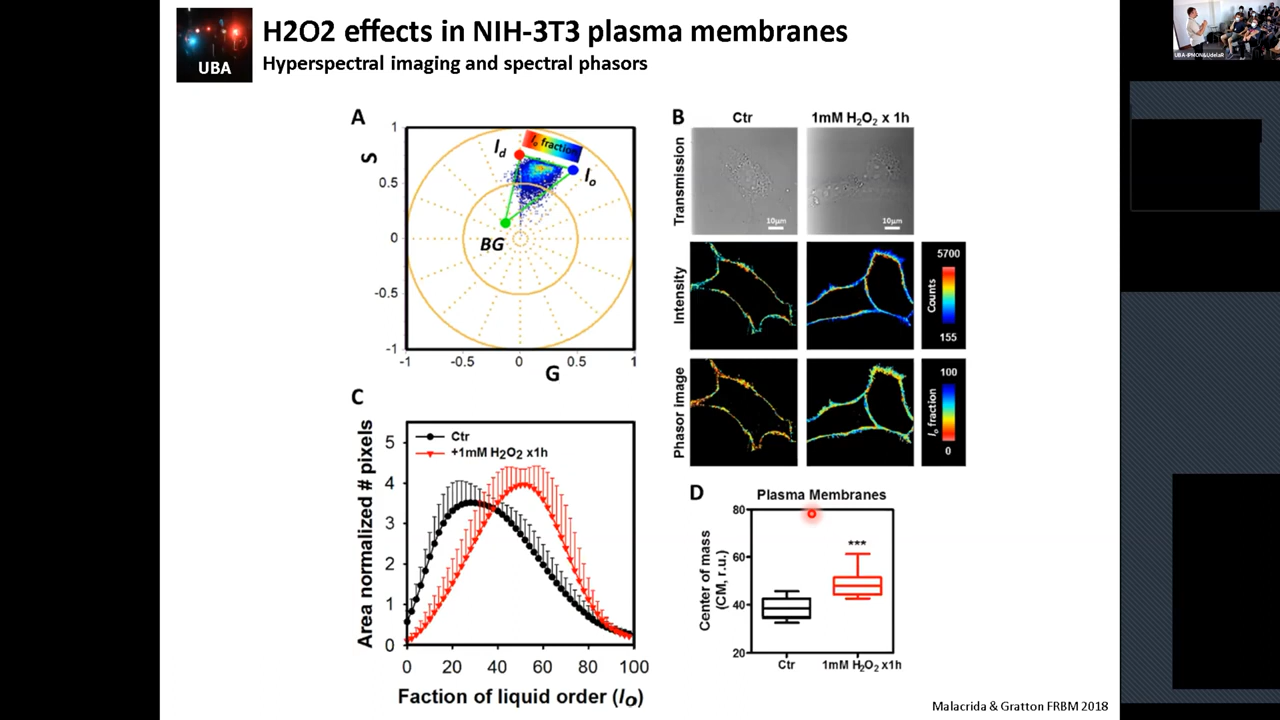 UBA
H2O2 effects in NIH-3T3 plasma membranes
Hyperspectral imaging and spectral phasors
UBA-IPMON&UdelaR
A
S
1
0.5
0
-0.5
-1
-1
-0.5
0
0.5
1
G
ld
lo fraction
lo
BG
B
Ctr
1mM H₂O₂ x 1h
Transmission
10µm
10µm
Intensity
5700
Counts
155
Phasor image
100
lo fraction
0
C
Area normalized # pixels
5
4
3
2
1
0
Ctr
+1mM H₂O₂ x1h
0
20
40
60
80
100
Faction of liquid order (lo)
D
Plasma Membranes
Center of mass
(CM, r.u.)
80
60
40
20
***
Ctr
1mM H₂O₂ x1h
Malacrida & Gratton FRBM 2018